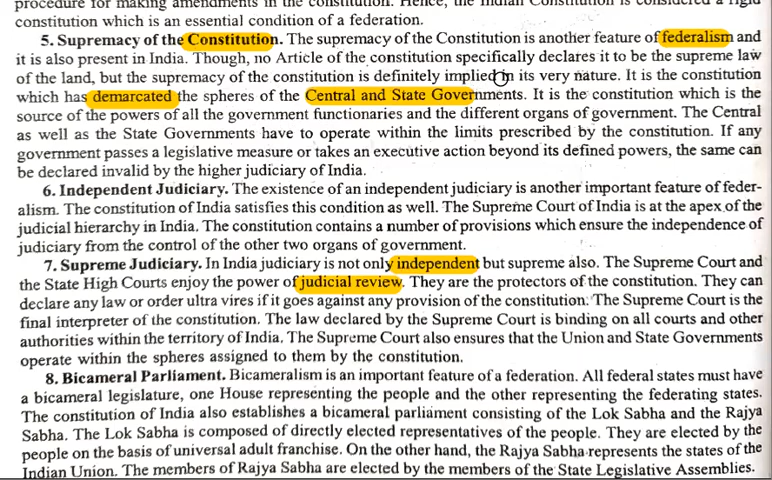 procedure for making amendments in the constitution. Hence, the Indian Constitution is considered a rigid
constitution which is an essential condition of a federation.
5. Supremacy of the Constitution. The supremacy of the Constitution is another feature of federalism and
it is also present in India. Though, no Article of the constitution specifically declares it to be the supreme law
of the land, but the supremacy of the constitution is definitely implied in its very nature. It is the constitution
which has demarcated the spheres of the Central and State Governments. It is the constitution which is the
source of the powers of all the government functionaries and the different organs of government. The Central
as well as the State Governments have to operate within the limits prescribed by the constitution. If any
government passes a legislative measure or takes an executive action beyond its defined powers, the same can
be declared invalid by the higher judiciary of India.
6. Independent Judiciary. The existence of an independent judiciary is another important feature of feder-
alism. The constitution of India satisfies this condition as well. The Supreme Court of India is at the apex of the
judicial hierarchy in India. The constitution contains a number of provisions which ensure the independence of
judiciary from the control of the other two organs of government.
7. Supreme Judiciary. In India judiciary is not only independent but supreme also. The Supreme Court and
the State High Courts enjoy the power of judicial review. They are the protectors of the constitution. They can
declare any law or order ultra vires if it goes against any provision of the constitution. The Supreme Court is the
final interpreter of the constitution. The law declared by the Supreme Court is binding on all courts and other
authorities within the territory of India. The Supreme Court also ensures that the Union and State Governments
operate within the spheres assigned to them by the constitution.
8. Bicameral Parliament. Bicameralism is an important feature of a federation. All federal states must have
a bicameral legislature, one House representing the people and the other representing the federating states.
The constitution of India also establishes a bicameral parliament consisting of the Lok Sabha and the Rajya
Sabha. The Lok Sabha is composed of directly elected representatives of the people. They are elected by the
people on the basis of universal adult franchise. On the other hand, the Rajya Sabha represents the states of the
Indian Union. The members of Rajya Sabha are elected by the members of the State Legislative Assemblies.